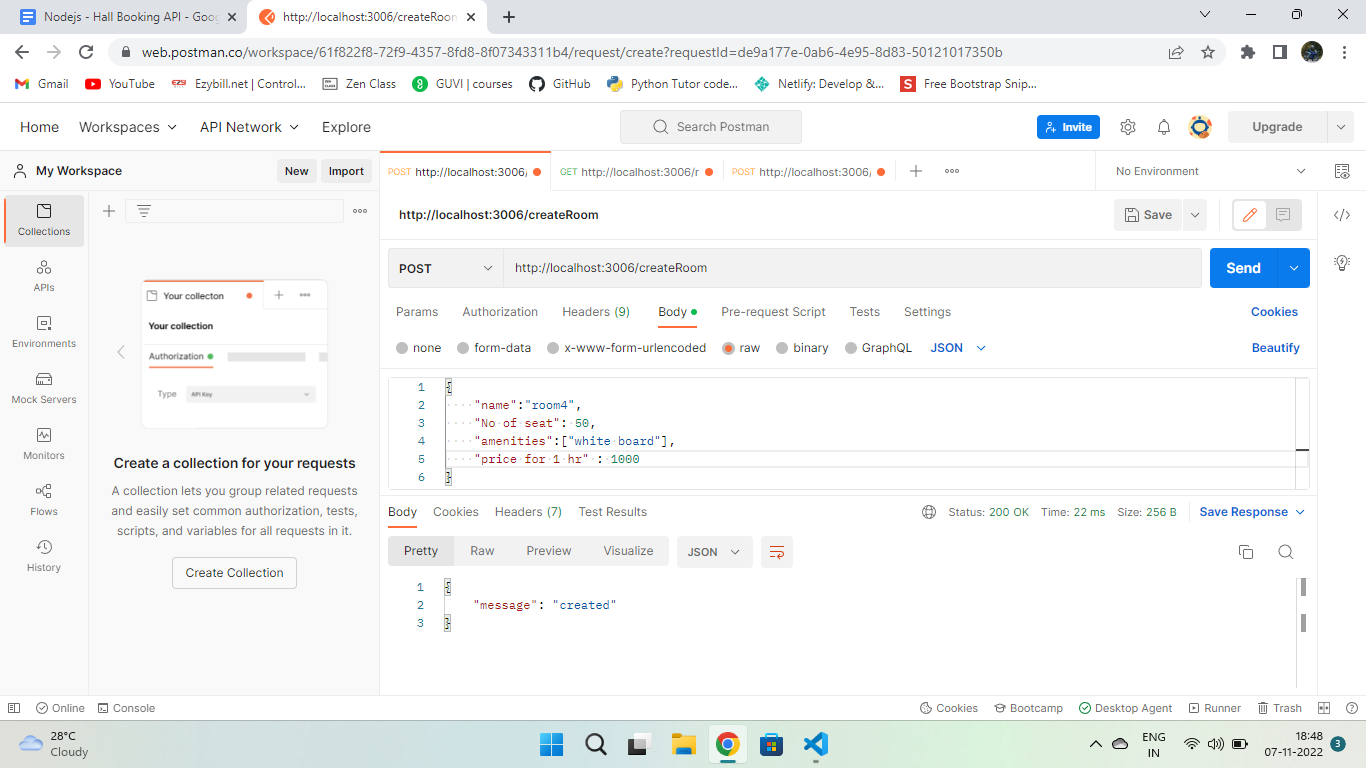 Nodejs - Hall Booking API - Goog
http://localhost:3006/createRoom
web.postman.co/workspace/61f822f8-72f9-4357-8fd8-8f07343311b4/request/create?requestId=de9a177e-0ab6-4e95-8d83-50121017350b
Gmail YouTube Ezybill.net | Control... Zen Class GUVI | courses GitHub Python Tutor code... Netlify: Develop &... Free Bootstrap Snip...
Home Workspaces API Network Explore Search Postman Invite Upgrade
My Workspace New Import
POST http://localhost:3006/ GET http://localhost:3006/r POST http://localhost:3006/ No Environment
Collections
APIs
Environments
Mock Servers
Monitors
Flows
History
Your collecton
Your collection
Authorization
Type API Key
Create a collection for your requests
A collection lets you group related requests
and easily set common authorization, tests,
scripts, and variables for all requests in it.
Create Collection
http://localhost:3006/createRoom Save
POST http://localhost:3006/createRoom Send
Params Authorization Headers (9) Body Pre-request Script Tests Settings Cookies
none form-data x-www-form-urlencoded raw binary GraphQL JSON Beautify
1 {
2 "name":"room4",
3 "No of seat": 50,
4 "amenities":["white board"],
5 "price for 1 hr" : 1000
6 }
Body Cookies Headers (7) Test Results Status: 200 OK Time: 22 ms Size: 256 B Save Response
Pretty Raw Preview Visualize JSON
1 {
2 "message": "created"
3 }
Online Console Cookies Bootcamp Desktop Agent Runner Trash
28°C
Cloudy
ENG
IN
18:48
07-11-2022
3